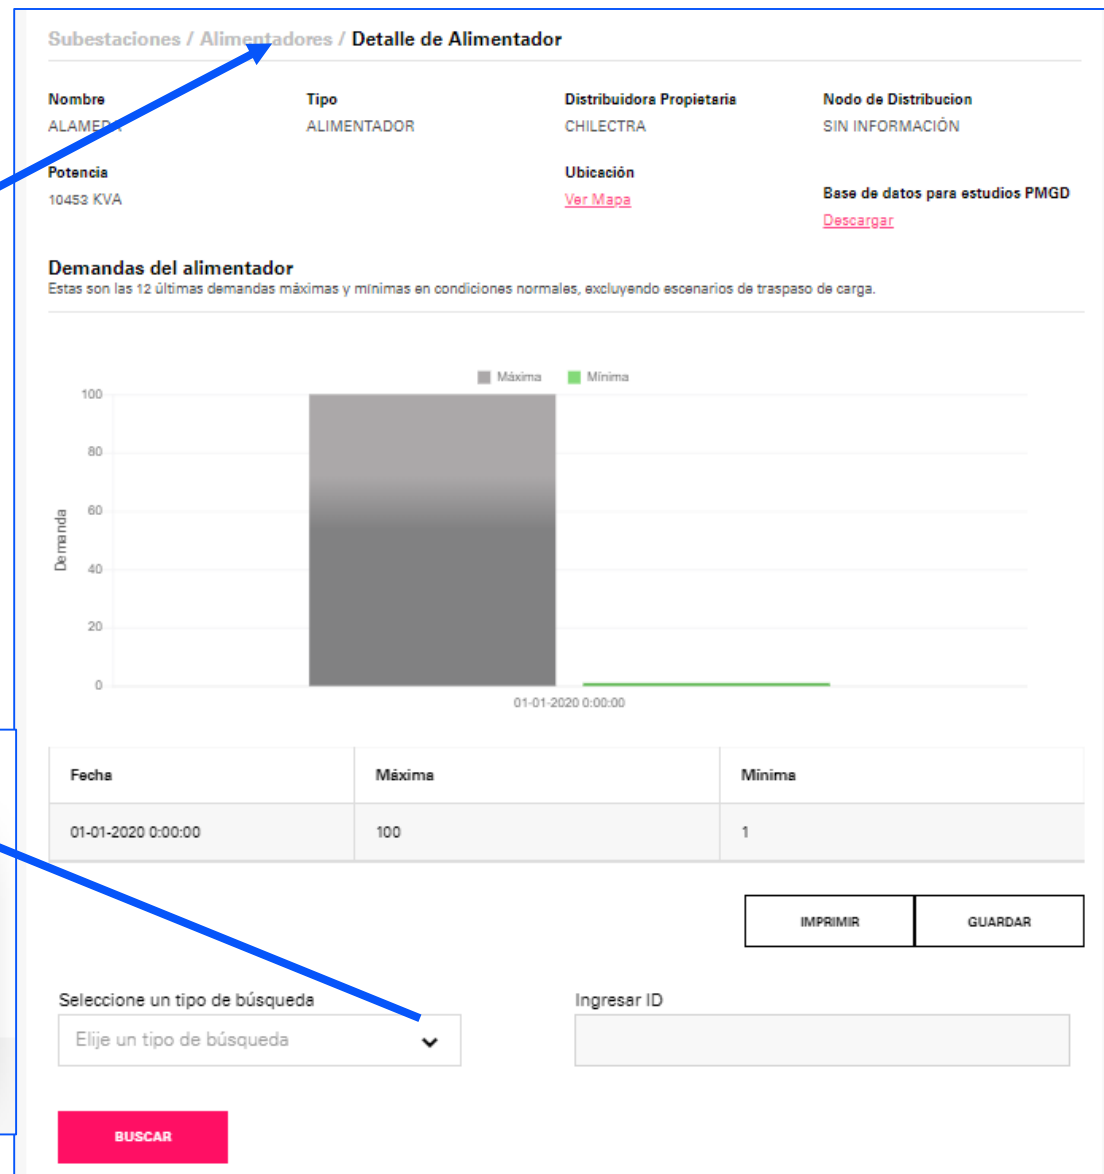 Subestaciones / Alimentadores / Detalle de Alimentador
Nombre Tipo Distribuidora Propietaria Nodo de Distribucion
ALAMEDA ALIMENTADOR CHILECTRA SIN INFORMACIÓN
Potencia Ubicación
10453 KVA Ver Mapa Base de datos para estudios PMGD
Descargar
Demandas del alimentador
Estas son las 12 últimas demandas máximas y mínimas en condiciones normales, excluyendo escenarios de traspaso de carga.
Máxima Mínima
100
80
60
40
20
0
Demanda
01-01-2020 0:00:00
Fecha Máxima Mínima
01-01-2020 0:00:00 100 1
IMPRIMIR GUARDAR
Seleccione un tipo de búsqueda Ingresar ID
Elije un tipo de búsqueda
BUSCAR